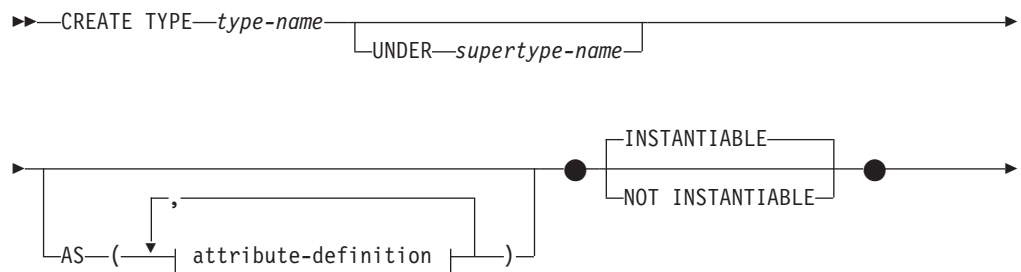 CREATE TYPE type-name
UNDER supertype-name
INSTANTIABLE
NOT INSTANTIABLE
,
AS ( attribute-definition )